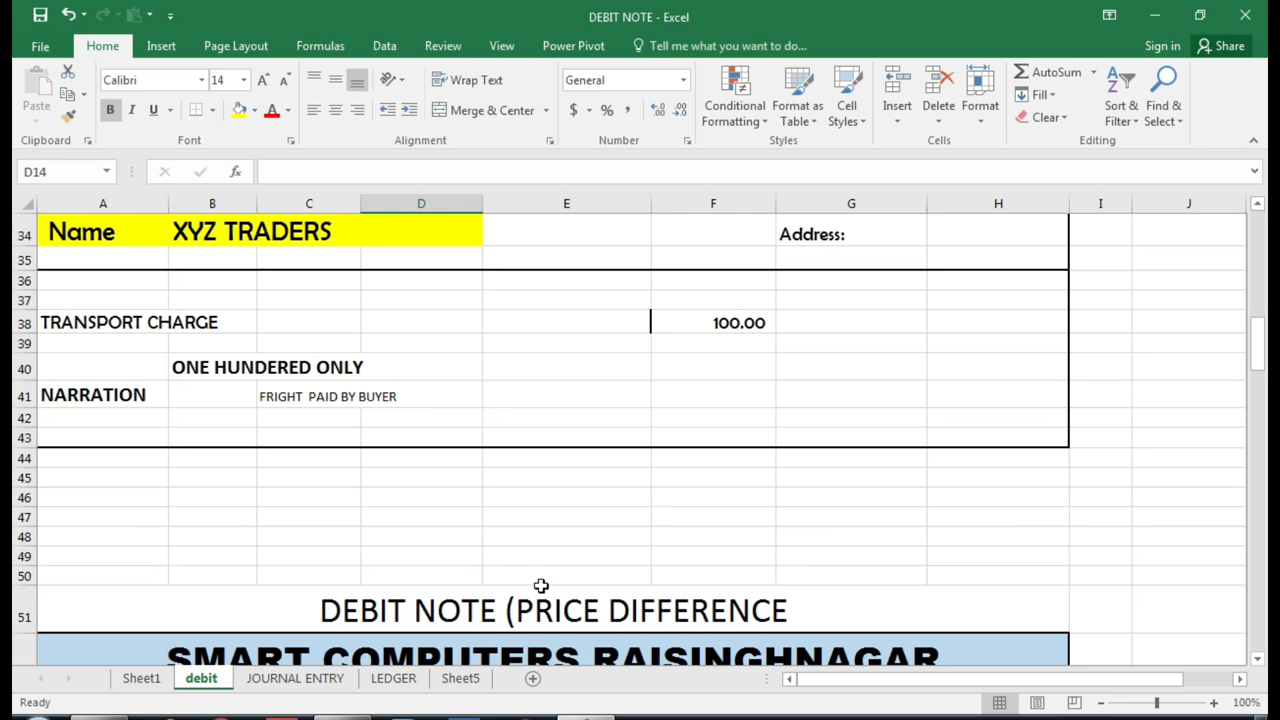 DEBIT NOTE - Excel
File Home Insert Page Layout Formulas Data Review View Power Pivot Tell me what you want to do... Sign in Share
Calibri 14 Wrap Text General
Paste B I U Merge & Center $ % , Conditional Formatting Format as Table Cell Styles Insert Delete Format AutoSum Fill Clear Sort & Filter Find & Select
Clipboard Font Alignment Number Styles Cells Editing
D14 fx
A B C D E F G H I J
34 Name XYZ TRADERS Address:
35
36
37
38 TRANSPORT CHARGE 100.00
39
40 ONE HUNDERED ONLY
41 NARRATION FRIGHT PAID BY BUYER
42
43
44
45
46
47
48
49
50
51 DEBIT NOTE (PRICE DIFFERENCE
SMART COMPUTERS RAISINGHNAGAR
Sheet1 debit JOURNAL ENTRY LEDGER Sheet5
Ready 100%